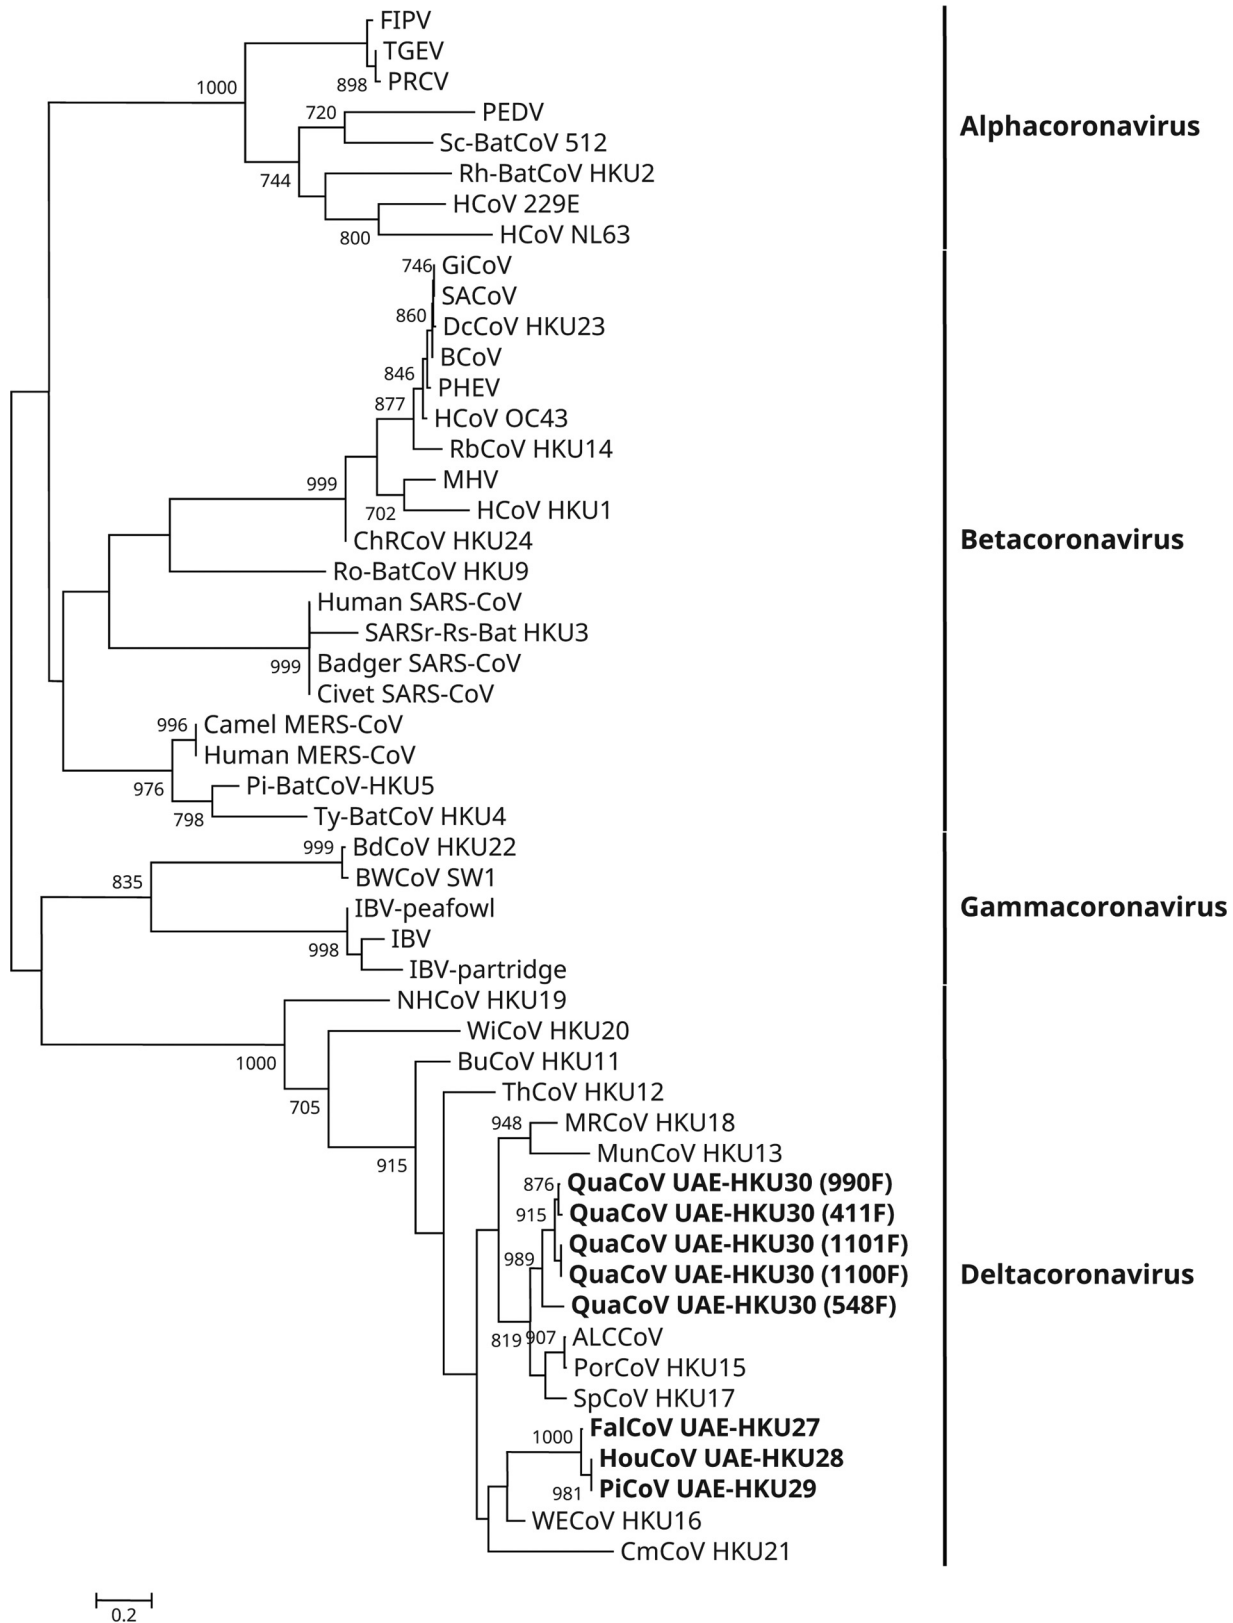 FIPV
TGEV
1000
898
PRCV
720
PEDV
Alphacoronavirus
Sc-BatCoV 512
744
Rh-BatCoV HKU2
HCoV 229E
800
HCoV NL63
746
GiCoV
SACoV
860
DcCoV HKU23
BCoV
846
PHEV
877
HCoV OC43
RbCoV HKU14
999
MHV
702
HCoV HKU1
ChRCoV HKU24
Betacoronavirus
Ro-BatCoV HKU9
Human SARS-CoV
SARSr-Rs-Bat HKU3
999
Badger SARS-CoV
Civet SARS-CoV
996
Camel MERS-CoV
Human MERS-CoV
976
Pi-BatCoV-HKU5
798
Ty-BatCoV HKU4
999
BdCoV HKU22
835
BWCoV SW1
IBV-peafowl
Gammacoronavirus
998
IBV
IBV-partridge
NHCoV HKU19
WiCoV HKU20
1000
BuCoV HKU11
705
ThCoV HKU12
948
MRCoV HKU18
915
MunCoV HKU13
876
QuaCoV UAE-HKU30 (990F)
915
QuaCoV UAE-HKU30 (411F)
989
QuaCoV UAE-HKU30 (1101F)
QuaCoV UAE-HKU30 (1100F)
Deltacoronavirus
QuaCoV UAE-HKU30 (548F)
819
907
ALCCoV
PorCoV HKU15
SpCoV HKU17
1000
FalCoV UAE-HKU27
HouCoV UAE-HKU28
981
PiCoV UAE-HKU29
WECoV HKU16
CmCoV HKU21
0.2